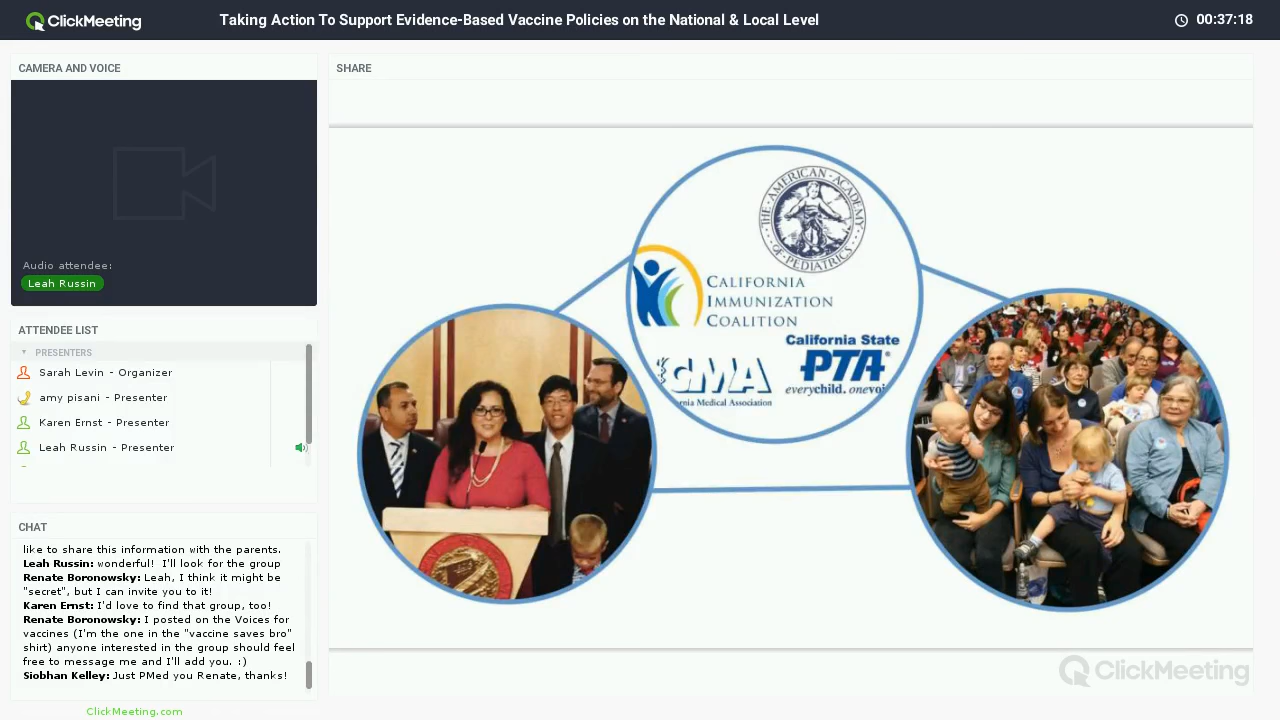 ClickMeeting
Taking Action To Support Evidence-Based Vaccine Policies on the National & Local Level
00:37:18
CAMERA AND VOICE
Audio attendee:
Leah Russin
ATTENDEE LIST
PRESENTERS
Sarah Levin - Organizer
amy pisani - Presenter
Karen Ernst - Presenter
Leah Russin - Presenter
CHAT
like to share this information with the parents.
Leah Russin: wonderful! I'll look for the group
Renate Boronowsky: Leah, I think it might be
"secret", but I can invite you to it!
Karen Ernst: I'd love to find that group, too!
Renate Boronowsky: I posted on the Voices for
vaccines (I'm the one in the "vaccine saves bro"
shirt) anyone interested in the group should feel
free to message me and I'll add you. :)
Siobhan Kelley: Just PMed you Renate, thanks!
ClickMeeting.com
SHARE
THE AMERICAN ACADEMY
OF PEDIATRICS
CALIFORNIA
IMMUNIZATION
COALITION
California State
PTA®
everychild. onevoi
CMA
rnia Medical Association
ClickMeeting